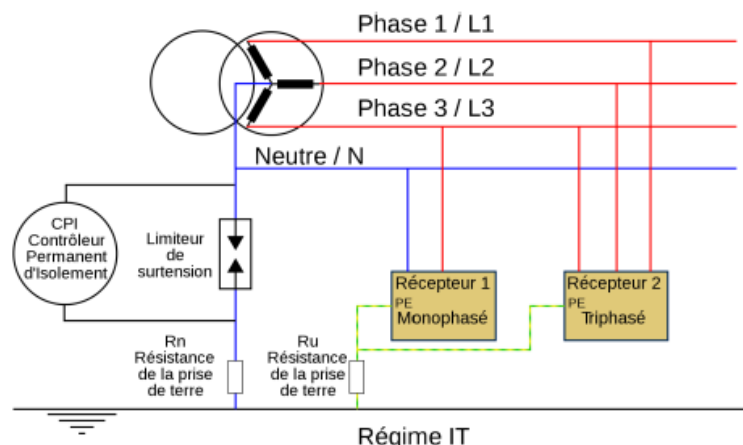 Phase 1 / L1
Phase 2 / L2
Phase 3 / L3
Neutre / N
CPI
Contrôleur
Permanent
d'Isolement
Limiteur
de
surtension
Récepteur 1
PE
Monophasé
Récepteur 2
PE
Triphasé
Rn
Résistance
de la prise
de terre
Ru
Résistance
de la prise
de terre
Régime IT